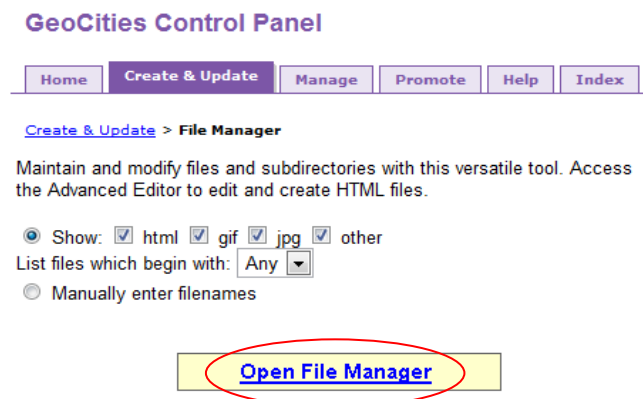 GeoCities Control Panel
Home Create & Update Manage Promote Help Index
Create & Update > File Manager
Maintain and modify files and subdirectories with this versatile tool. Access
the Advanced Editor to edit and create HTML files.
Show: html gif jpg other
List files which begin with: Any
Manually enter filenames
Open File Manager